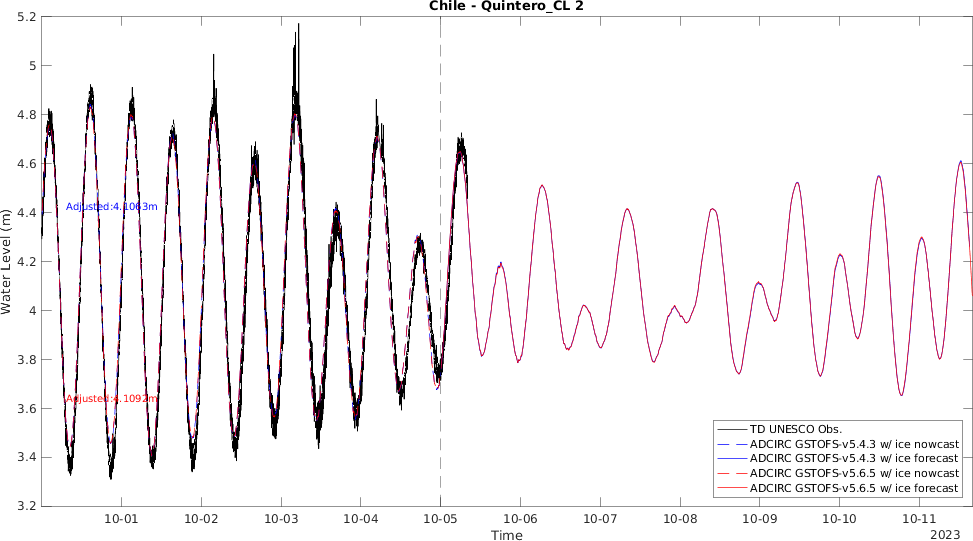 Chile - Quintero_CL 2
5.2
5
4.8
4.6
4.4
4.2
4
3.8
3.6
3.4
3.2
Water Level (m)
Adjusted:4.1063m
Adjusted:4.1092m
TD UNESCO Obs.
ADCIRC GSTOFS-v5.4.3 w/ ice nowcast
ADCIRC GSTOFS-v5.4.3 w/ ice forecast
ADCIRC GSTOFS-v5.6.5 w/ ice nowcast
ADCIRC GSTOFS-v5.6.5 w/ ice forecast
10-01 10-02 10-03 10-04 10-05 10-06 10-07 10-08 10-09 10-10 10-11
Time
2023